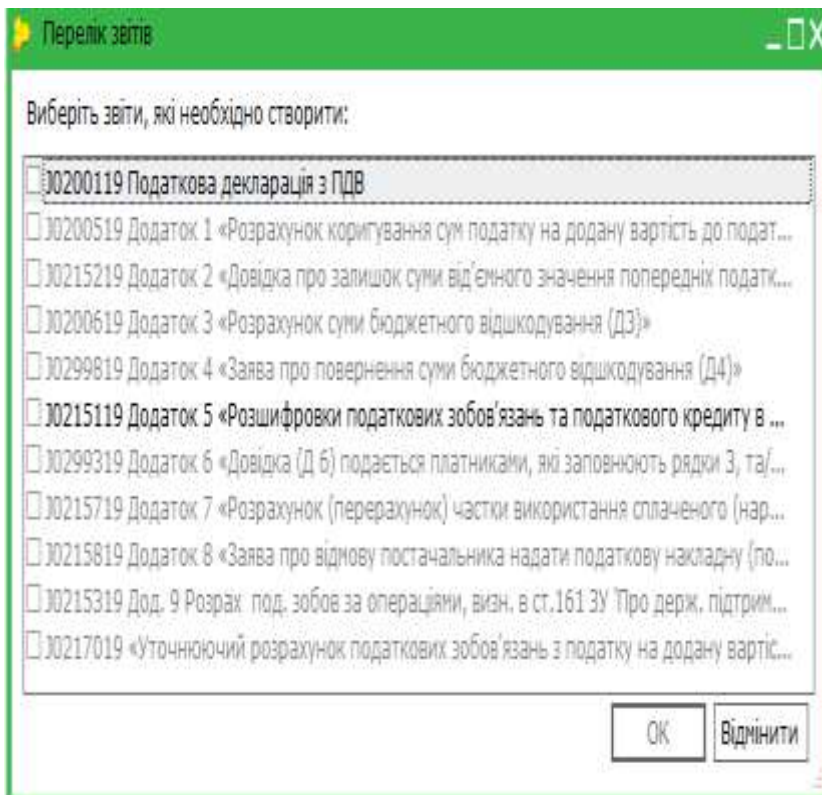 Перелік звітів
Виберіть звіти, які необхідно створити:
J0200119 Податкова декларація з ПДВ
J0200519 Додаток 1 «Розрахунок коригування сум податку на додану вартість до подат...
J0215219 Додаток 2 «Довідка про залишок суми від'ємного значення попередніх податк...
J0200619 Додаток 3 «Розрахунок суми бюджетного відшкодування (Д3)»
J0299819 Додаток 4 «Заява про повернення суми бюджетного відшкодування (Д4)»
J0215119 Додаток 5 «Розшифровки податкових зобов'язань та податкового кредиту в ...
J0299319 Додаток 6 «Довідка (Д 6) подається платниками, які заповнюють рядки 3, та/...
J0215719 Додаток 7 «Розрахунок (перерахунок) частки використання сплаченого (нар...
J0215819 Додаток 8 «Заява про відмову постачальника надати податкову накладну (по...
J0215319 Дод. 9 Розрах под. зобов за операціями, визн. в ст.161 ЗУ 'Про держ. підтрим...
J0217019 «Уточнюючий розрахунок податкових зобов'язань з податку на додану вартіс...
OK Відмінити